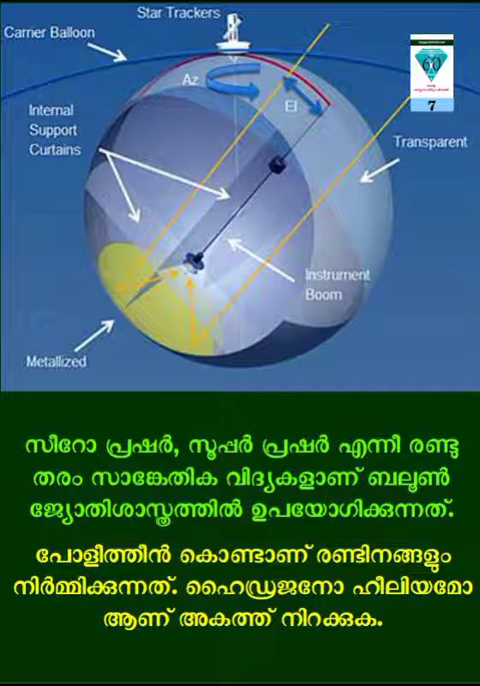 Star Trackers
Carrier Balloon
Az
El
Internal
Support
Curtains
Transparent
Instrument
Boom
Metallized
60
7
സീറോ പ്രഷർ, സൂപ്പർ പ്രഷർ എന്നീ രണ്ടു
തരം സാങ്കേതിക വിദ്യകളാണ് ബലൂൺ
ജ്യോതിശാസ്ത്രത്തിൽ ഉപയോഗിക്കുന്നത്.
പോളീത്തീൻ കൊണ്ടാണ് രണ്ടിനങ്ങളും
നിർമ്മിക്കുന്നത്. ഹൈഡ്രജനോ ഹീലിയമോ
ആണ് അകത്ത് നിറക്കുക.